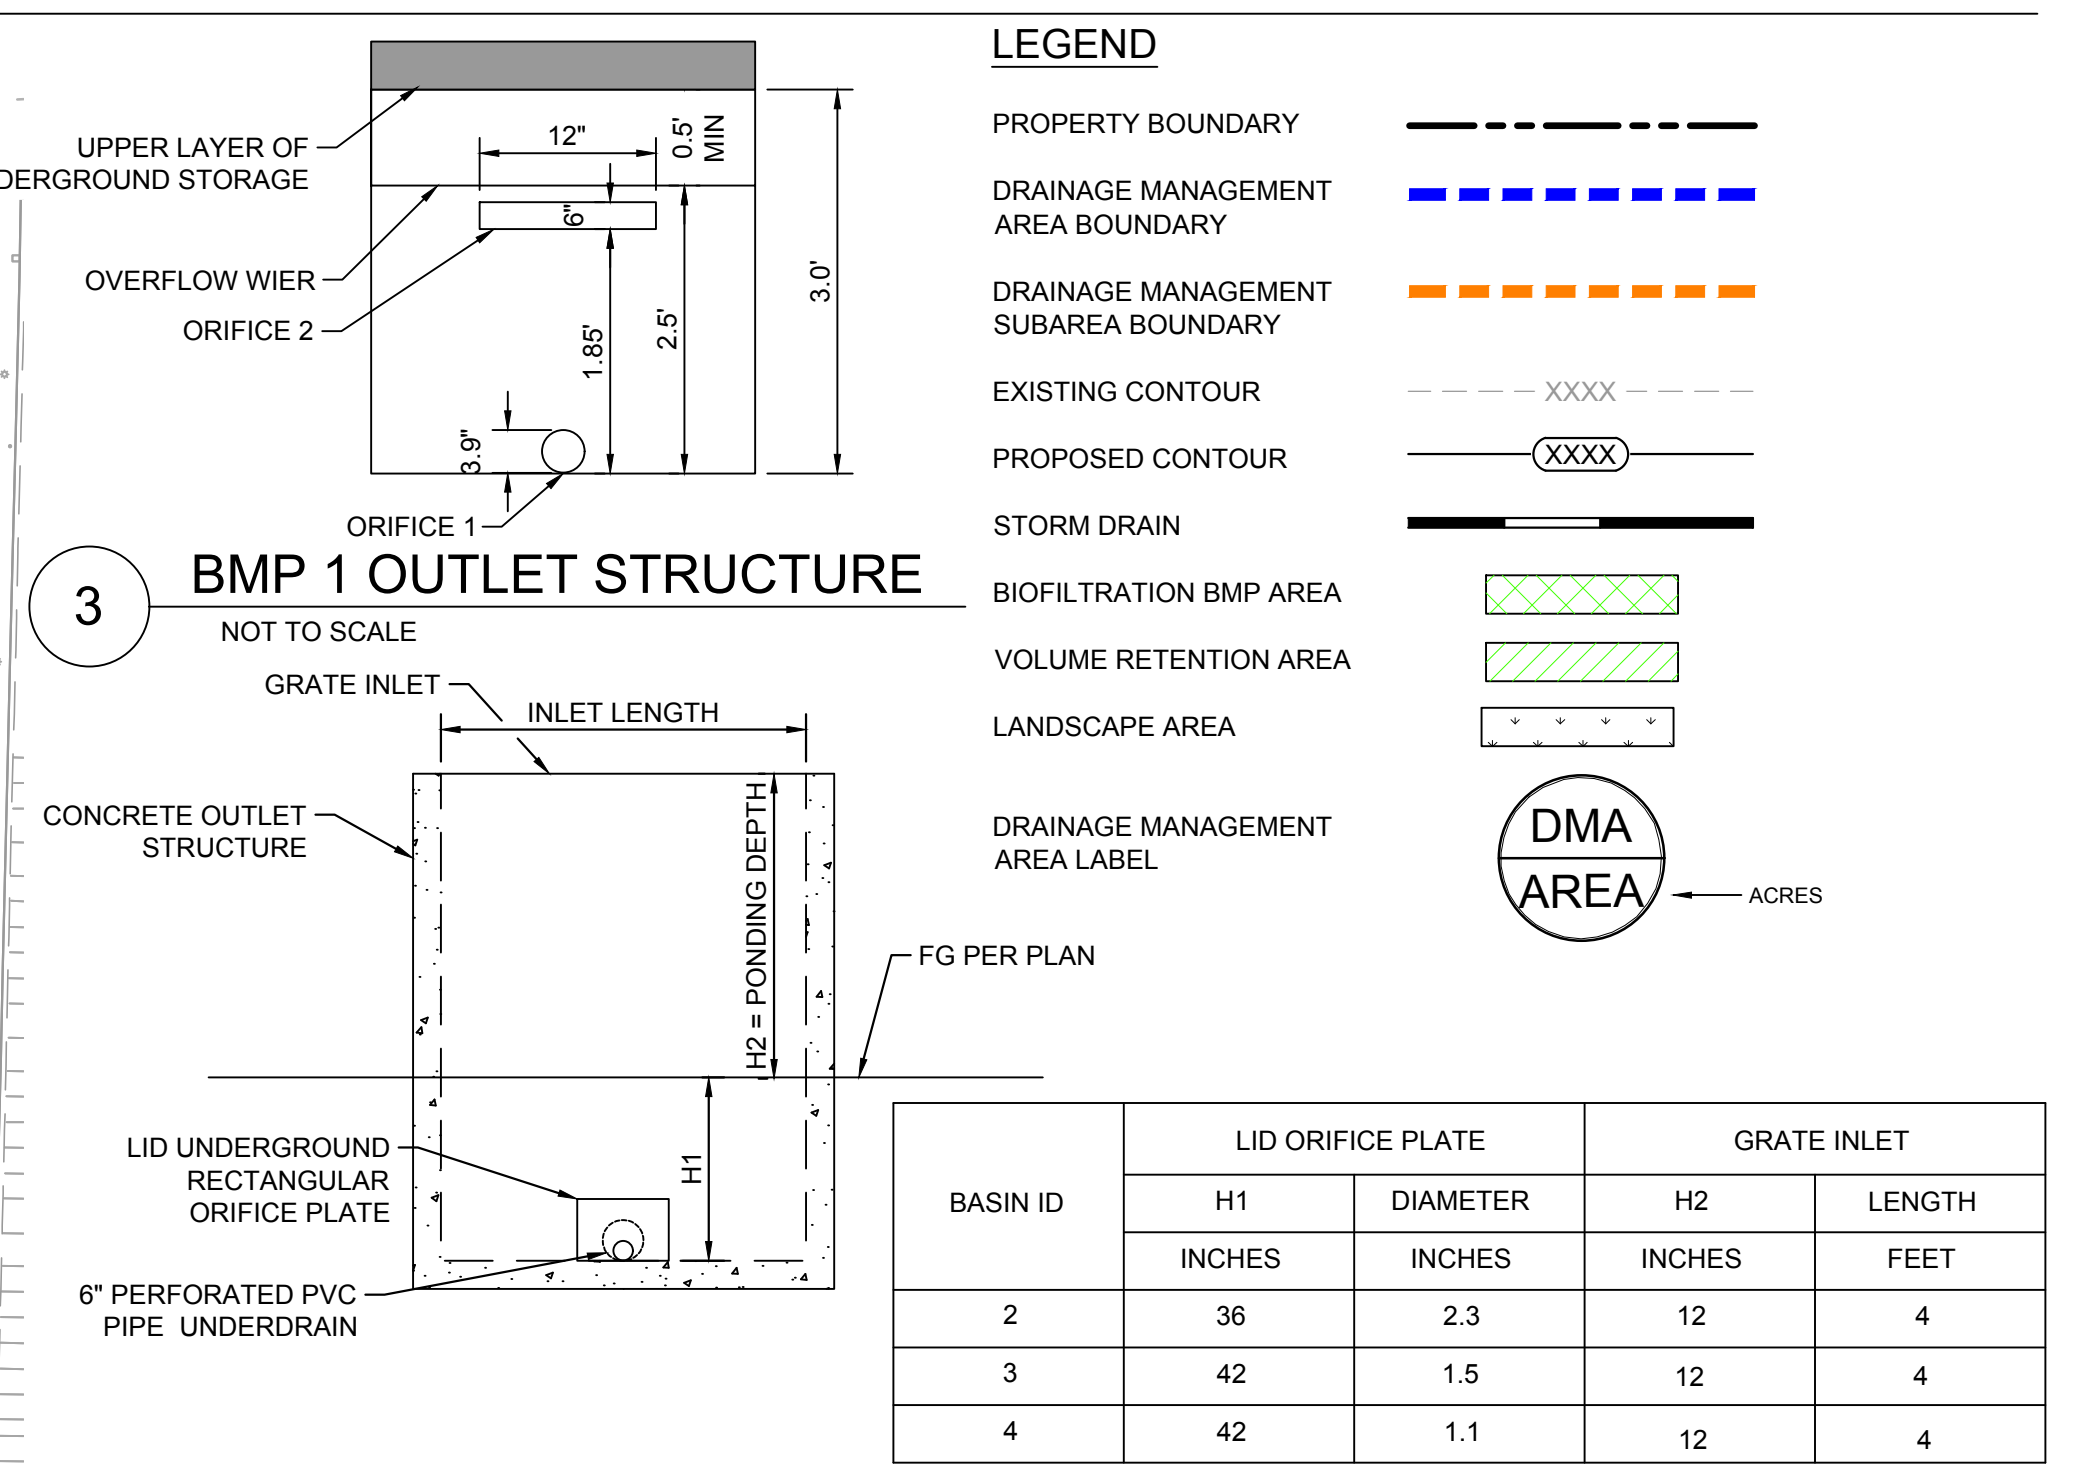 UPPER LAYER OF
DERGROUND STORAGE
12"
0.5'
MIN
6"
OVERFLOW WIER
ORIFICE 2
1.85'
2.5'
3.0'
3.9"
ORIFICE 1
3
BMP 1 OUTLET STRUCTURE
NOT TO SCALE
GRATE INLET
INLET LENGTH
CONCRETE OUTLET
STRUCTURE
H2 = PONDING DEPTH
FG PER PLAN
H1
LID UNDERGROUND
RECTANGULAR
ORIFICE PLATE
6" PERFORATED PVC
PIPE UNDERDRAIN
LEGEND
PROPERTY BOUNDARY
DRAINAGE MANAGEMENT
AREA BOUNDARY
DRAINAGE MANAGEMENT
SUBAREA BOUNDARY
EXISTING CONTOUR
XXXX
PROPOSED CONTOUR
XXXX
STORM DRAIN
BIOFILTRATION BMP AREA
VOLUME RETENTION AREA
LANDSCAPE AREA
DRAINAGE MANAGEMENT
AREA LABEL
DMA
AREA
ACRES
BASIN ID
LID ORIFICE PLATE
GRATE INLET
H1 DIAMETER H2 LENGTH
INCHES INCHES INCHES FEET
2 36 2.3 12 4
3 42 1.5 12 4
4 42 1.1 12 4